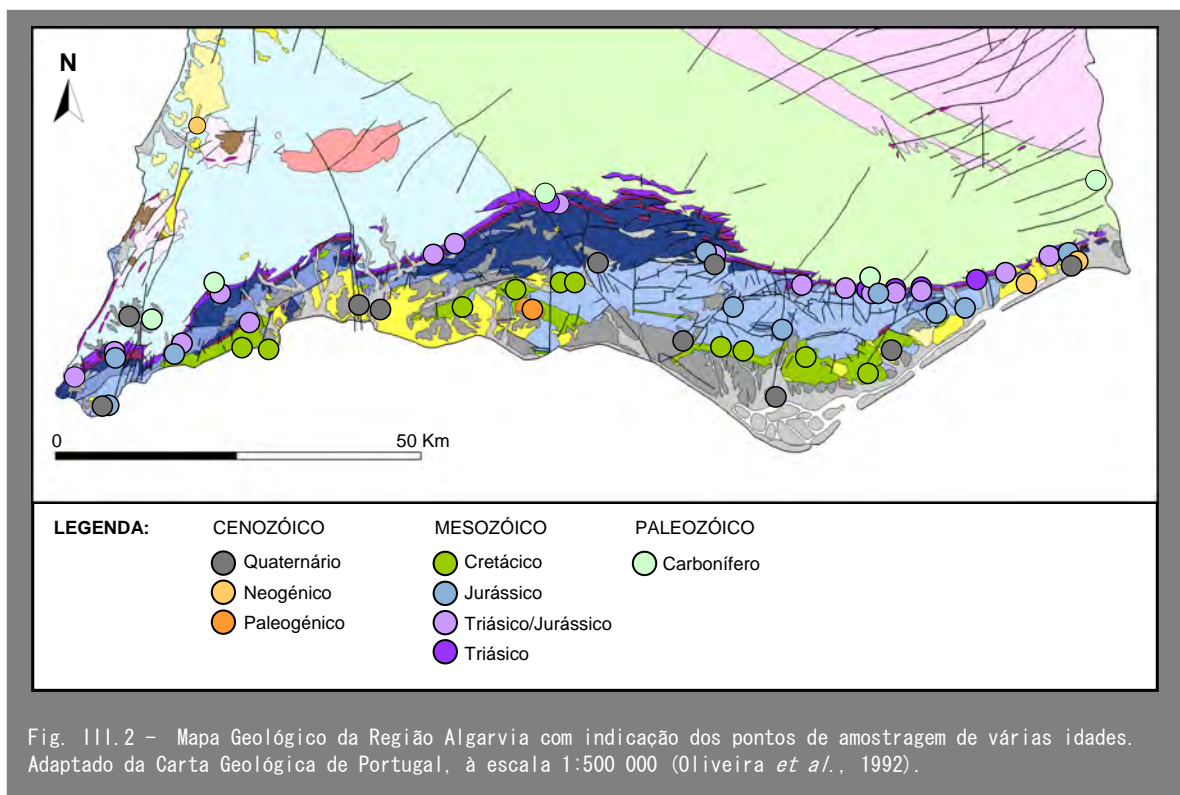 N
0
50 Km
LEGENDA:
CENOZÓICO
Quaternário
Neogénico
Paleogénico
MESOZÓICO
Cretácico
Jurássico
Triásico/Jurássico
Triásico
PALEOZÓICO
Carbonífero
Fig. III.2 – Mapa Geológico da Região Algarvia com indicação dos pontos de amostragem de várias idades.
Adaptado da Carta Geológica de Portugal, à escala 1:500 000 (Oliveira et al., 1992).